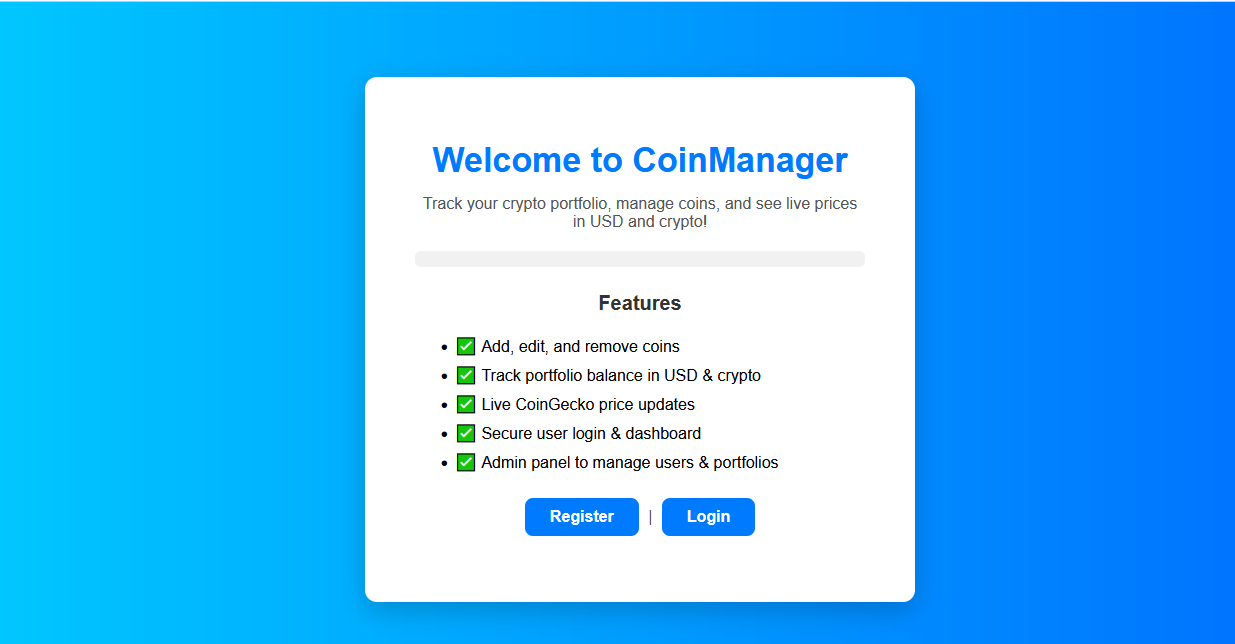 Welcome to CoinManager
Track your crypto portfolio, manage coins, and see live prices
in USD and crypto!
Features
• ✅ Add, edit, and remove coins
• ✅ Track portfolio balance in USD & crypto
• ✅ Live CoinGecko price updates
• ✅ Secure user login & dashboard
• ✅ Admin panel to manage users & portfolios
Register | Login